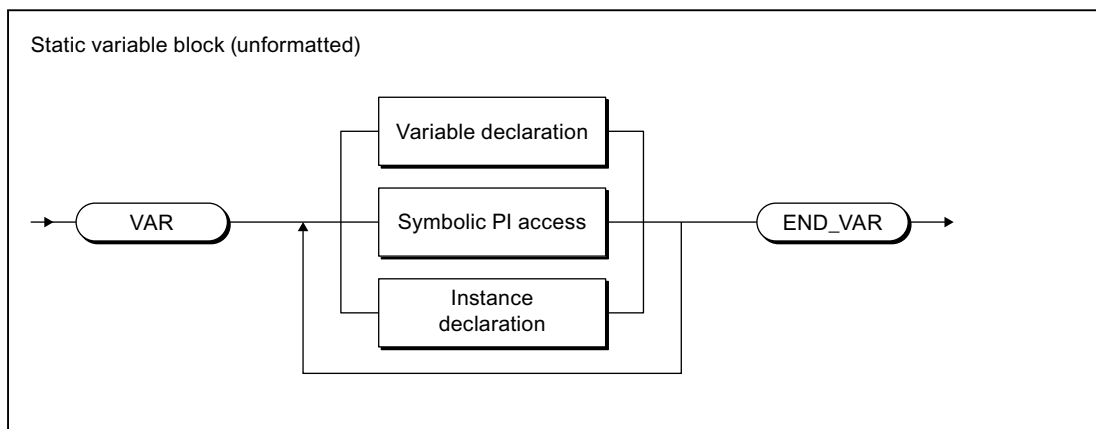 Static variable block (unformatted)
Variable declaration
VAR
Symbolic PI access
END_VAR
Instance
declaration